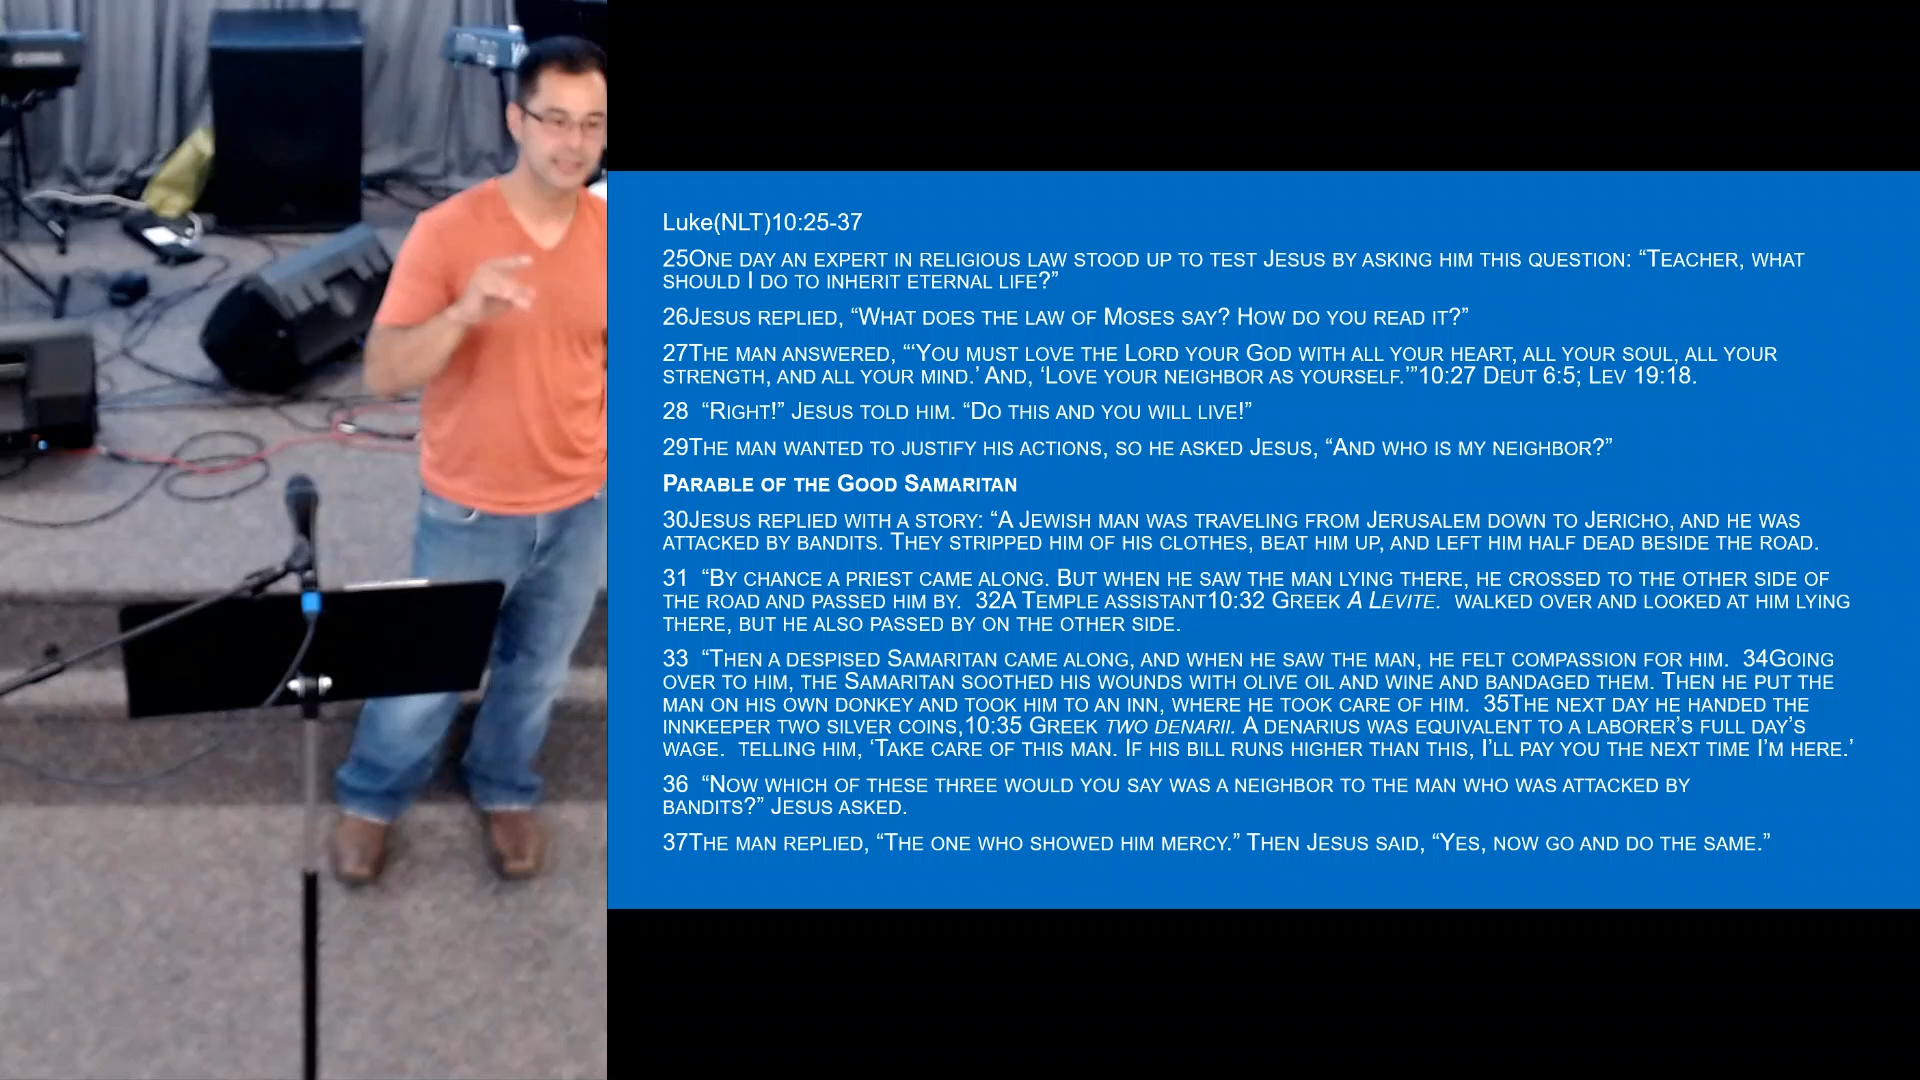 Luke(NLT)10:25-37
25One day an expert in religious law stood up to test Jesus by asking him this question: “Teacher, what
should I do to inherit eternal life?”
26Jesus replied, “What does the law of Moses say? How do you read it?”
27The man answered, “‘You must love the Lord your God with all your heart, all your soul, all your
strength, and all your mind.’ And, ‘Love your neighbor as yourself.’”10:27 Deut 6:5; Lev 19:18.
28 “Right!” Jesus told him. “Do this and you will live!”
29The man wanted to justify his actions, so he asked Jesus, “And who is my neighbor?”
Parable of the Good Samaritan
30Jesus replied with a story: “A Jewish man was traveling from Jerusalem down to Jericho, and he was
attacked by bandits. They stripped him of his clothes, beat him up, and left him half dead beside the road.
31 “By chance a priest came along. But when he saw the man lying there, he crossed to the other side of
the road and passed him by. 32A Temple assistant10:32 Greek A Levite. walked over and looked at him lying
there, but he also passed by on the other side.
33 “Then a despised Samaritan came along, and when he saw the man, he felt compassion for him. 34Going
over to him, the Samaritan soothed his wounds with olive oil and wine and bandaged them. Then he put the
man on his own donkey and took him to an inn, where he took care of him. 35The next day he handed the
innkeeper two silver coins,10:35 Greek two denarii. A denarius was equivalent to a laborer’s full day’s
wage. telling him, ‘Take care of this man. If his bill runs higher than this, I’ll pay you the next time I’m here.’
36 “Now which of these three would you say was a neighbor to the man who was attacked by
bandits?” Jesus asked.
37The man replied, “The one who showed him mercy.” Then Jesus said, “Yes, now go and do the same.”